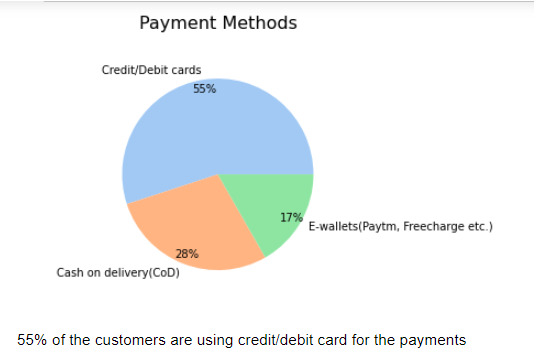 Payment Methods
Credit/Debit cards
55%
17%
E-wallets(Paytm, Freecharge etc.)
28%
Cash on delivery(CoD)
55% of the customers are using credit/debit card for the payments